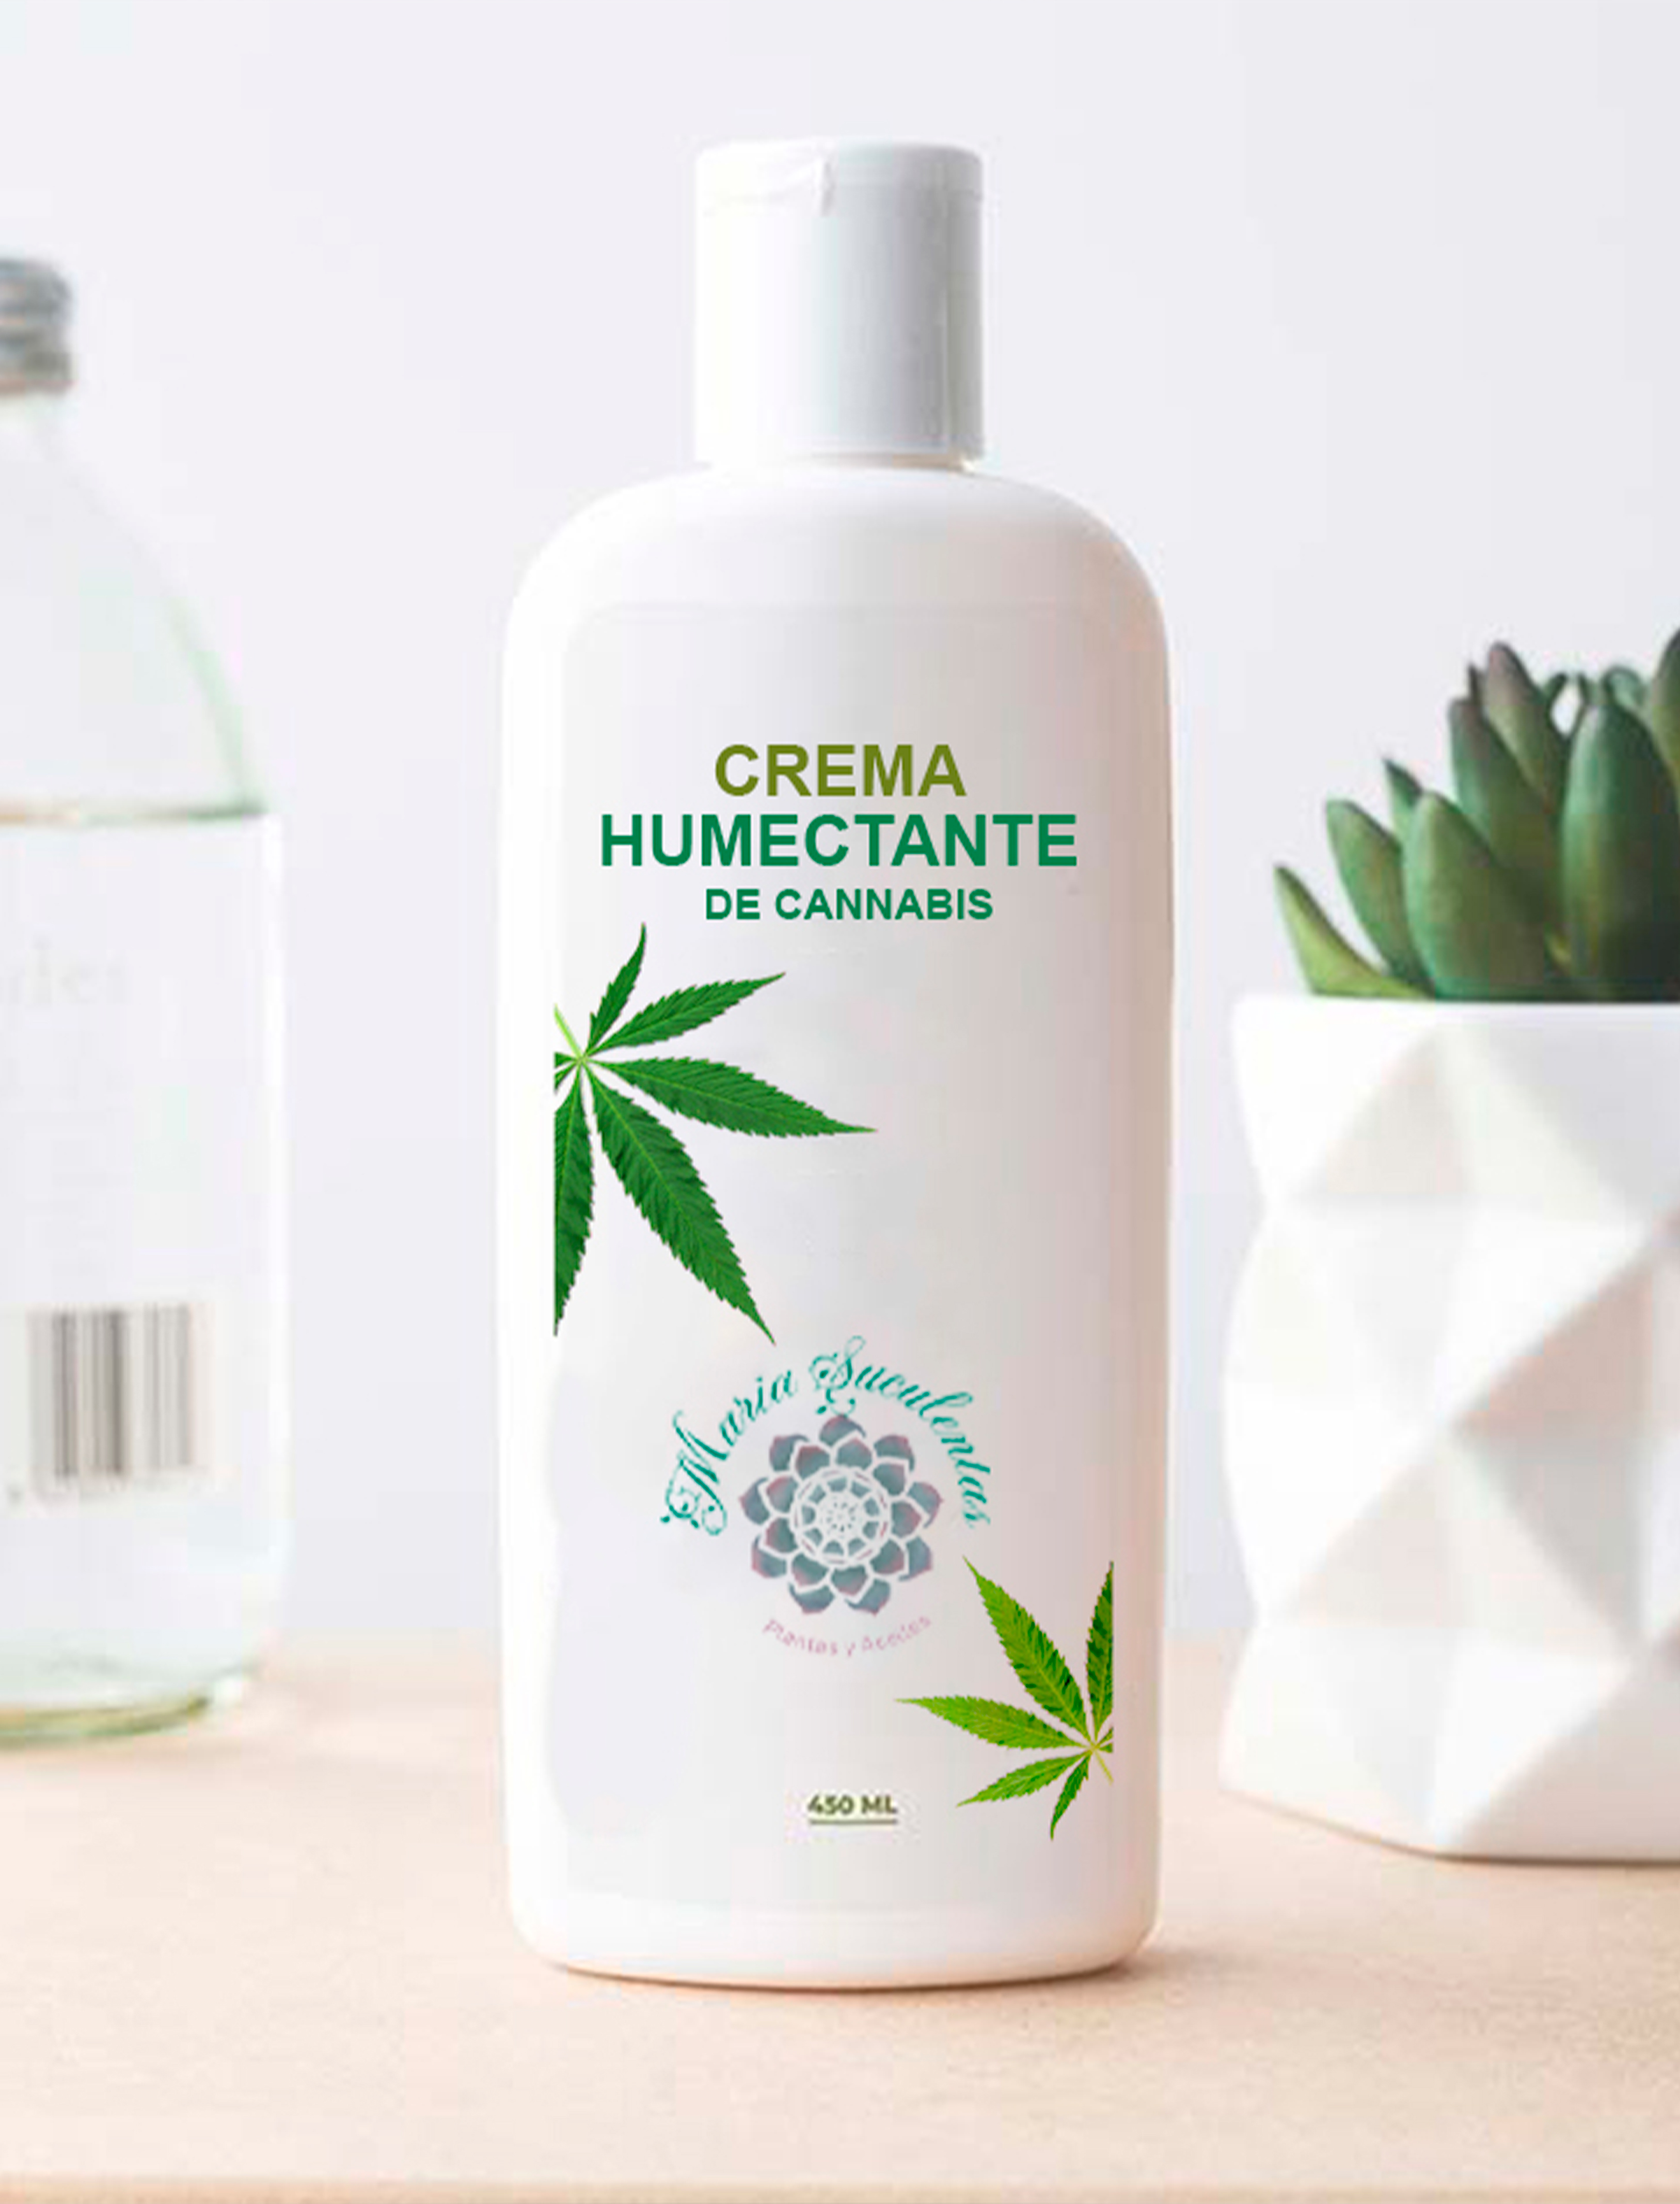 CREMA
HUMECTANTE
DE CANNABIS
Maria Suculentas
Plantas y Aceites
450 ML